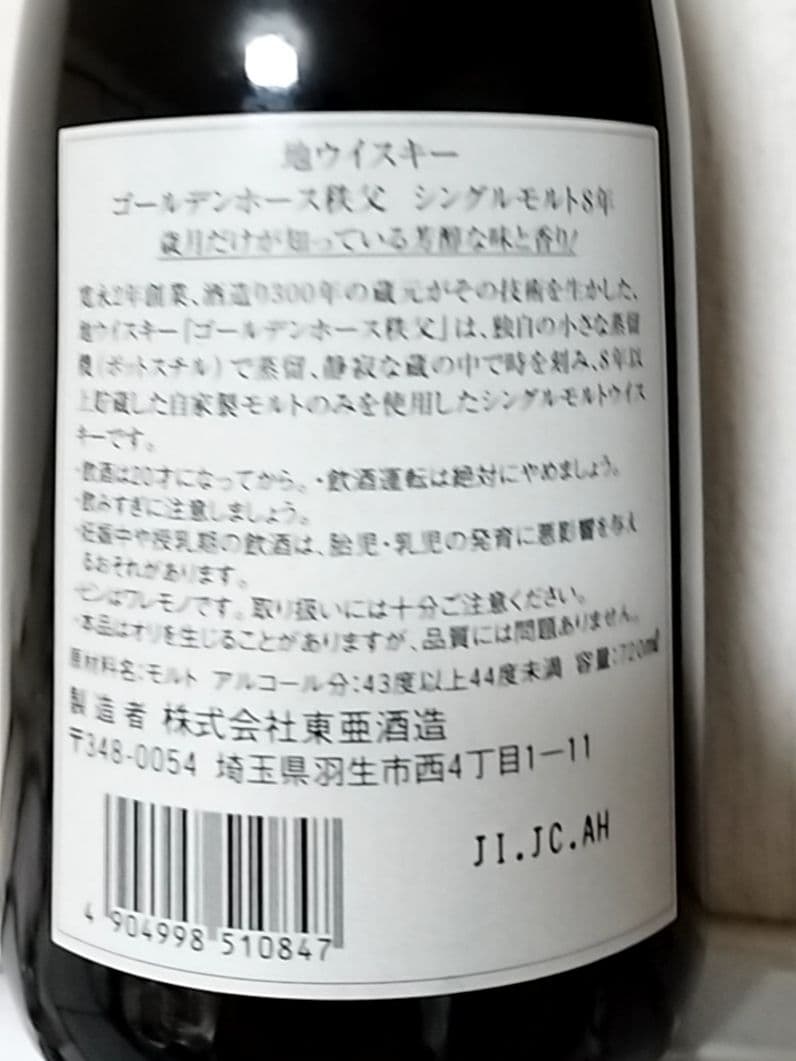 地ウイスキー
ゴールデンホース秩父 シングルモルト8年
歳月だけが知っている芳醇な味と香り!
寛永2年創業、酒造り300年の蔵元がその技術を生かした、
地ウイスキー「ゴールデンホース秩父」は、独自の小さな蒸留
機(ポットスチル)で蒸留、静寂な蔵の中で時を刻み、8年以
上貯蔵した自家製モルトのみを使用したシングルモルトウイス
キーです。
・飲酒は20才になってから。・飲酒運転は絶対にやめましょう。
・飲みすぎに注意しましょう。
・妊娠中や授乳期の飲酒は、胎児・乳児の発育に悪影響を与え
るおそれがあります。
・ビンはワレモノです。取り扱いには十分ご注意ください。
・本品はオリを生じることがありますが、品質には問題ありません。
原材料名:モルト アルコール分:43度以上44度未満 容量:720ml
製造者 株式会社東亜酒造
〒348-0054 埼玉県羽生市西4丁目1-11
JI.JC.AH
4 904998 510847